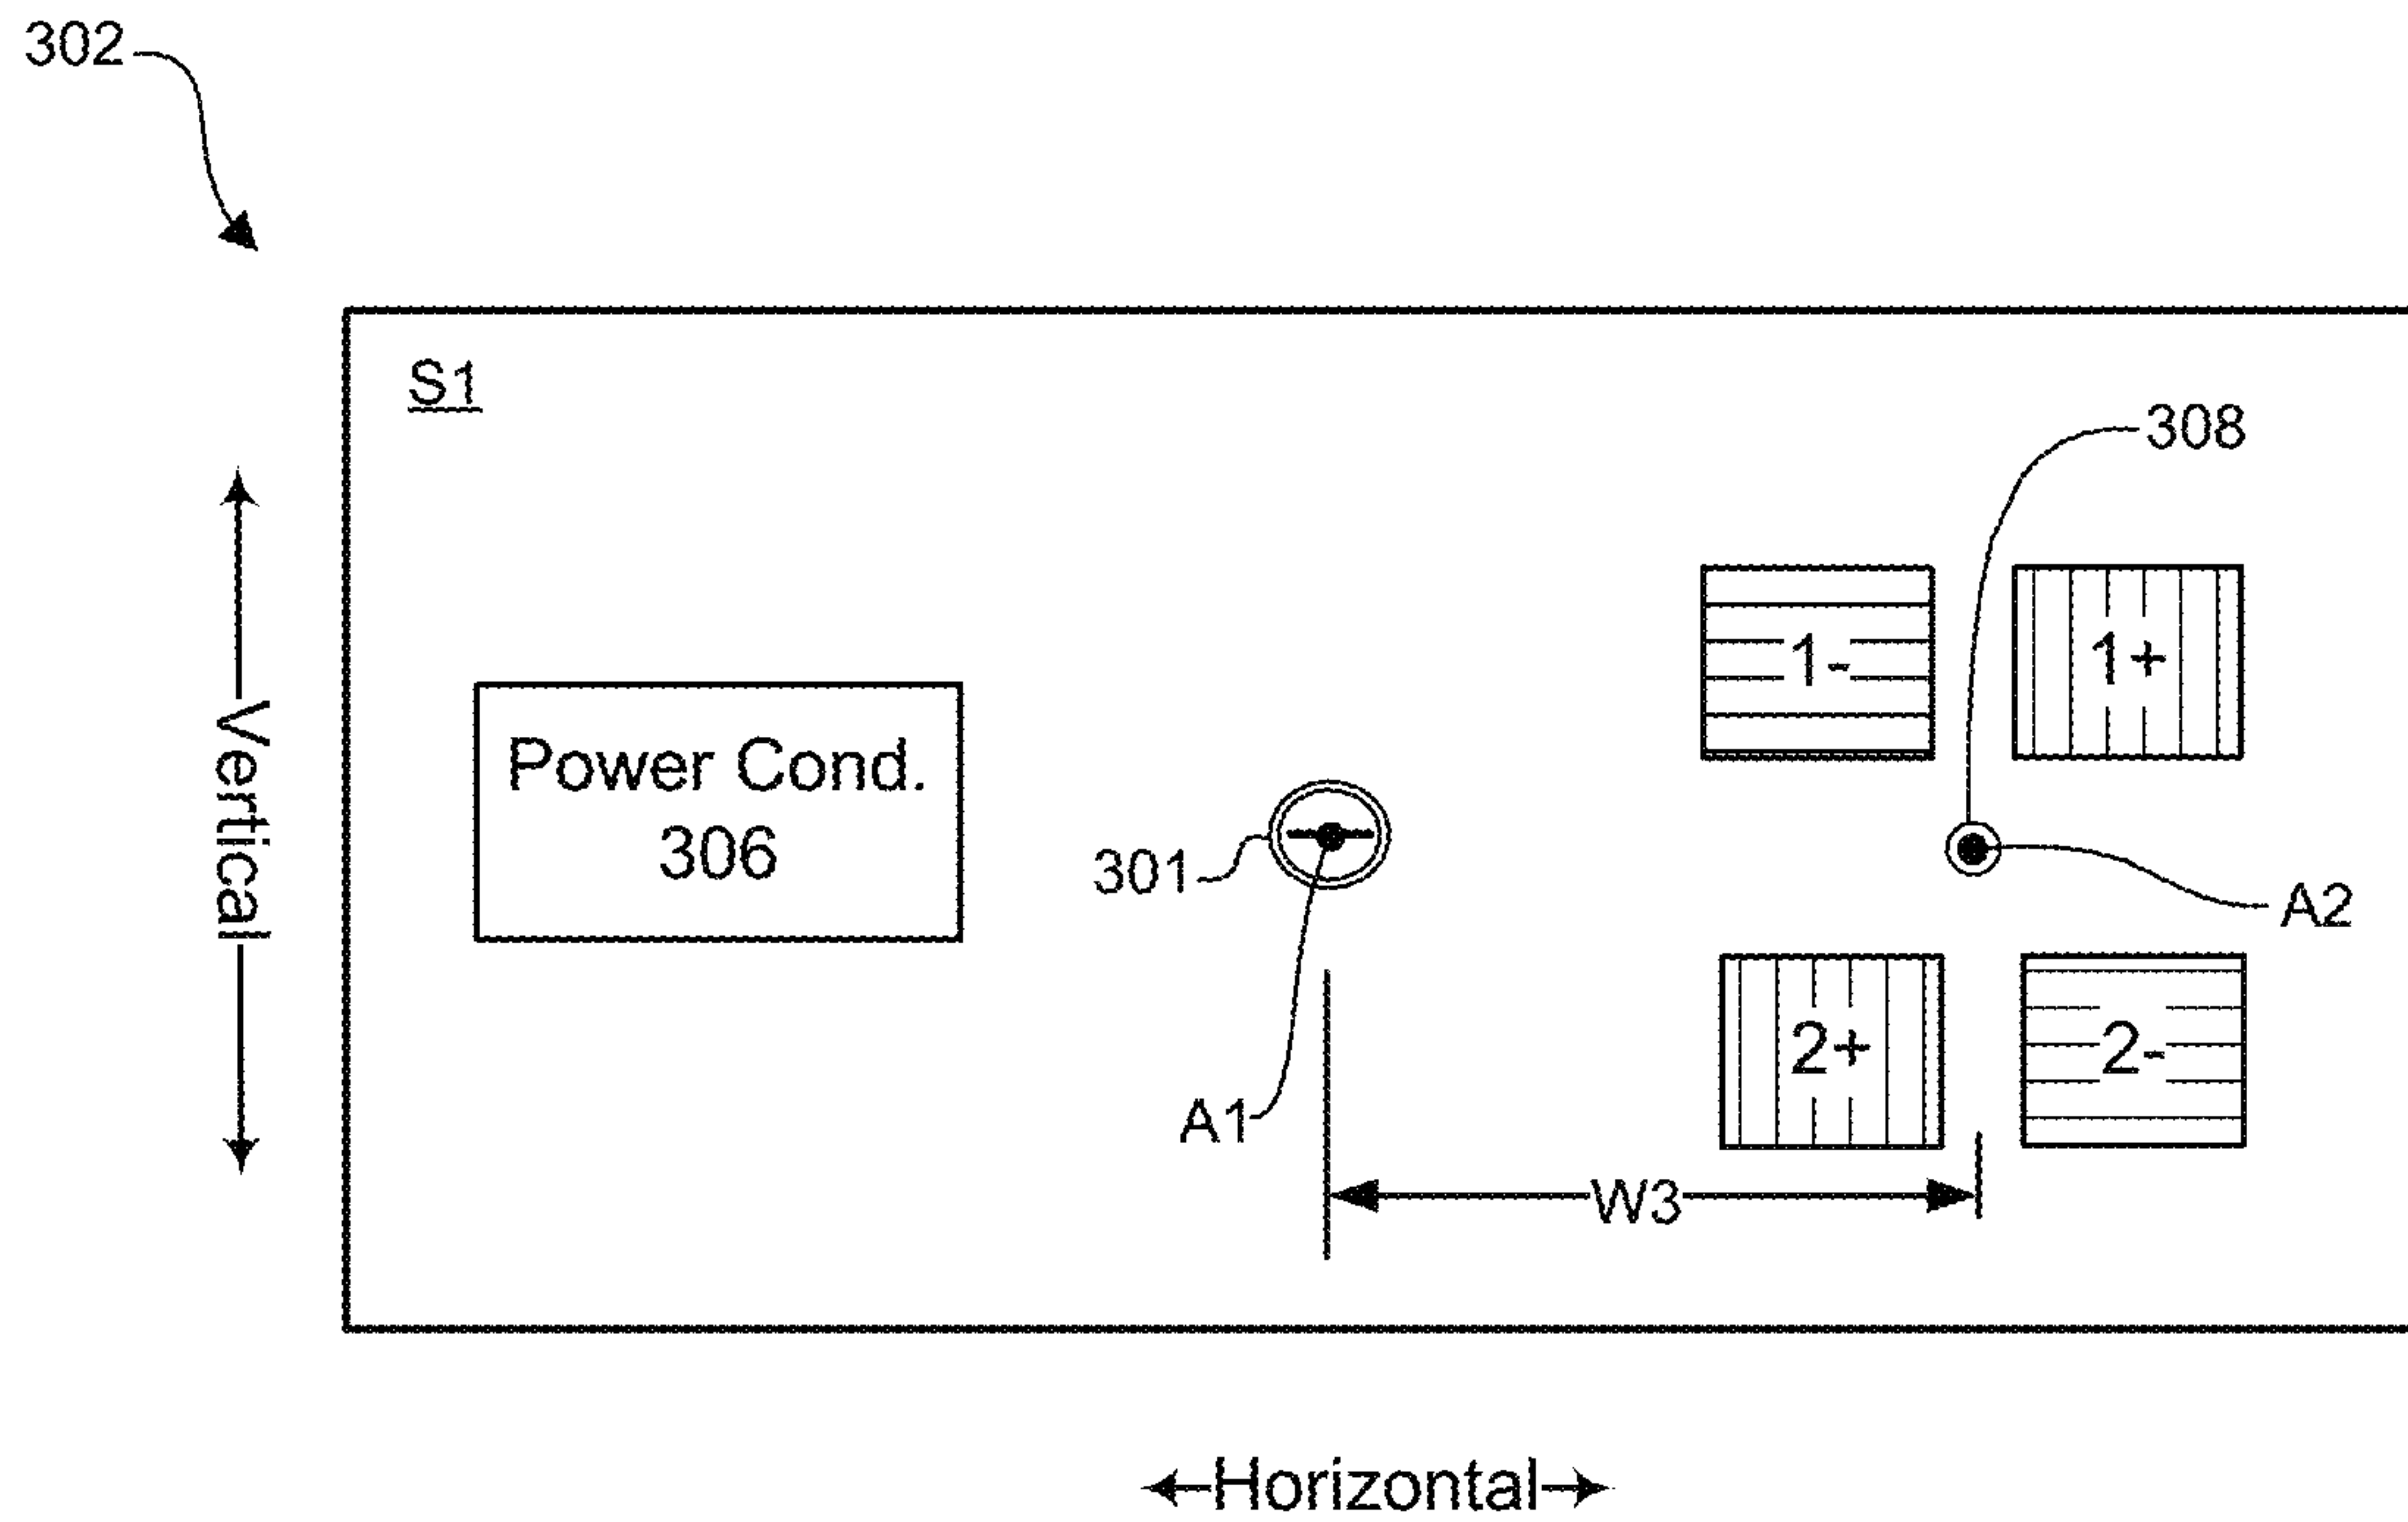 302
S1
308
1-
1+
Power Cond.
306
Vertical
301
A2
2+
2-
A1
W3
Horizontal